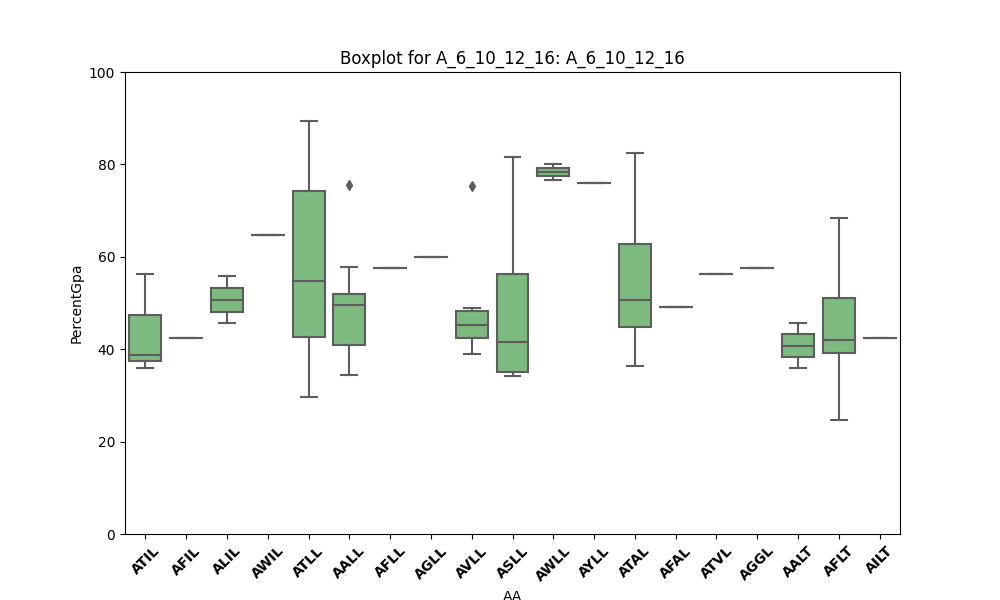 Boxplot for A_6_10_12_16: A_6_10_12_16
PercentGpa
100
80
60
40
20
0
ATIL AFIL ALIL AWIL ATLL AALL AFLL AGLL AVLL ASLL AWLL AYLL ATAL AFAL ATVL AGGL AALT AFLT AILT
AA